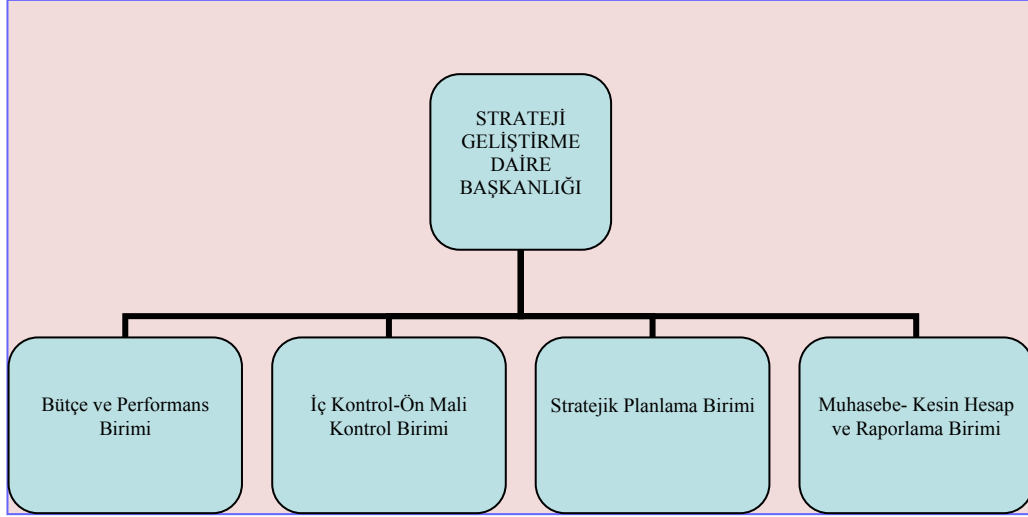 STRATEJİ
GELİŞTİRME
DAİRE
BAŞKANLIĞI
Bütçe ve Performans
Birimi
İç Kontrol-Ön Mali
Kontrol Birimi
Stratejik Planlama Birimi
Muhasebe- Kesin Hesap
ve Raporlama Birimi